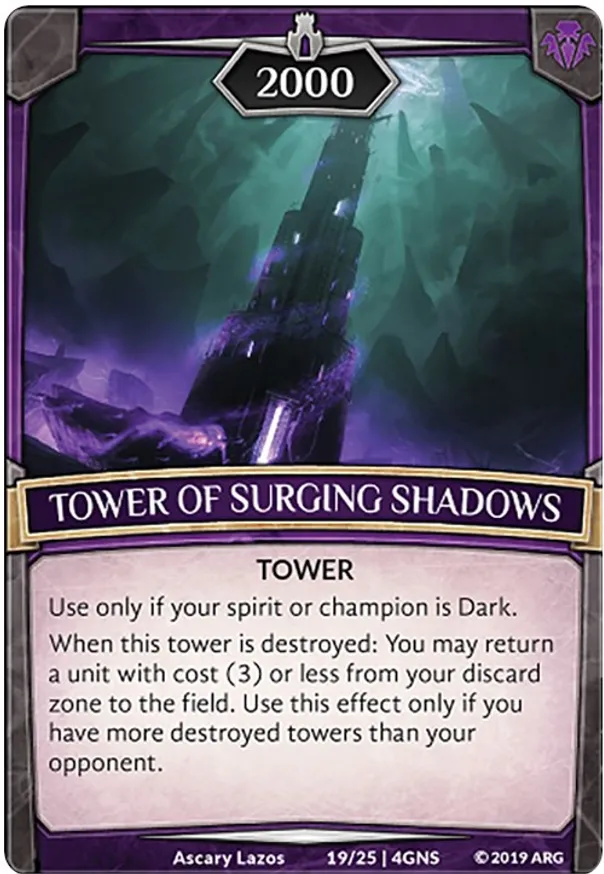 2000
TOWER OF SURGING SHADOWS
TOWER
Use only if your spirit or champion is Dark.
When this tower is destroyed: You may return
a unit with cost (3) or less from your discard
zone to the field. Use this effect only if you
have more destroyed towers than your
opponent.
Ascary Lazos 19/25 | 4GNS ©2019 ARG